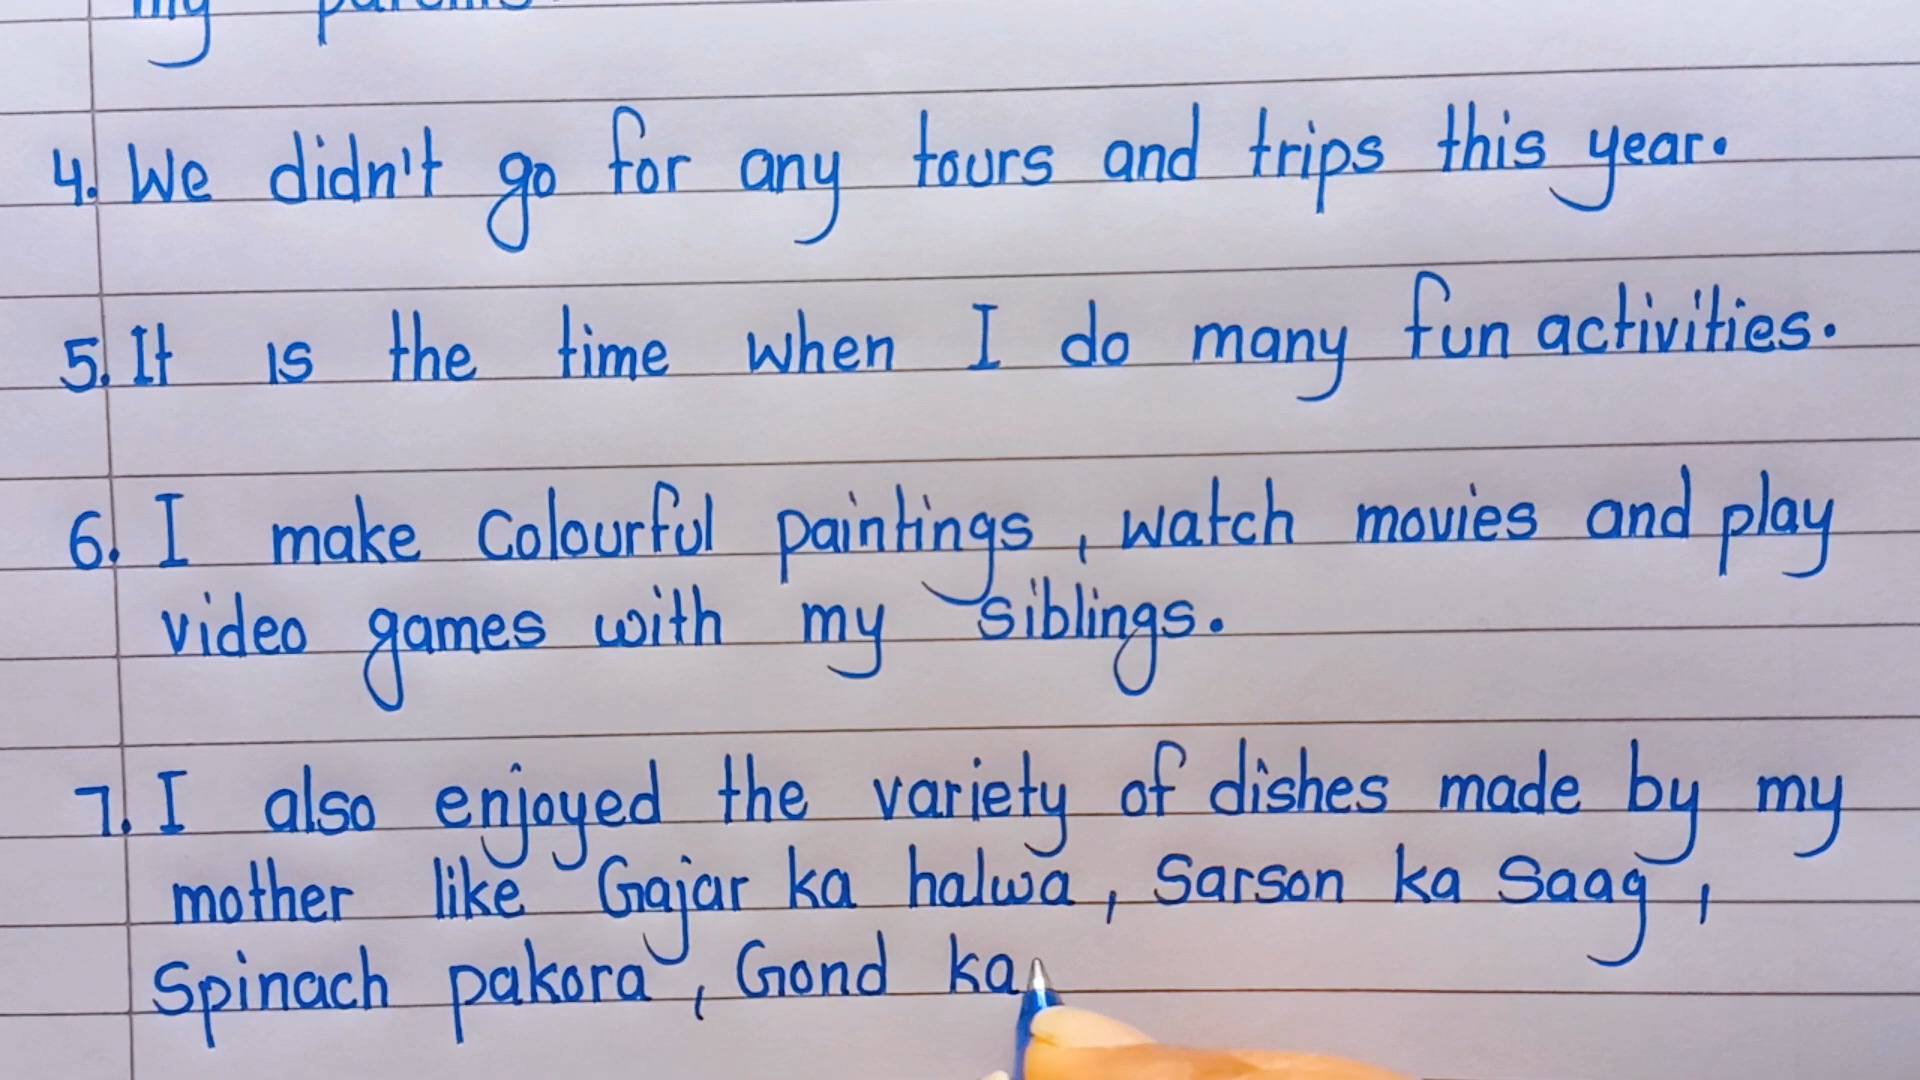 my parents
4. We didn't go for any tours and trips this year.
5. It is the time when I do many fun activities.
6. I make colourful paintings, watch movies and play
video games with my siblings.
7. I also enjoyed the variety of dishes made by my
mother like Gajar ka halwa, Sarson ka Saag,
Spinach pakora, Gond ka